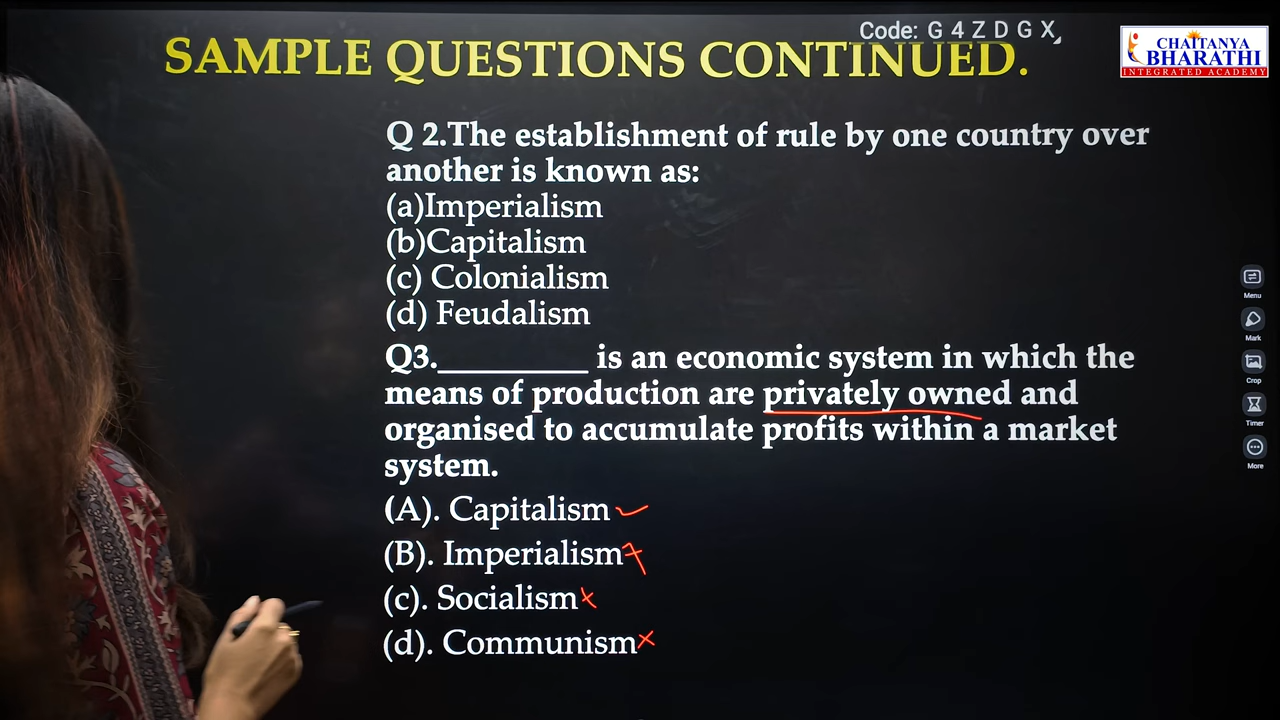 Code: G 4 Z D G X
SAMPLE QUESTIONS CONTINUED.
CHAITANYA
BHARATHI
INTEGRATED ACADEMY
Q 2.The establishment of rule by one country over
another is known as:
(a)Imperialism
(b)Capitalism
(c) Colonialism
(d) Feudalism
Q3.__________ is an economic system in which the
means of production are privately owned and
organised to accumulate profits within a market
system.
(A). Capitalism
(B). Imperialism
(c). Socialism
(d). Communism
Menu
Mark
Crop
Timer
More